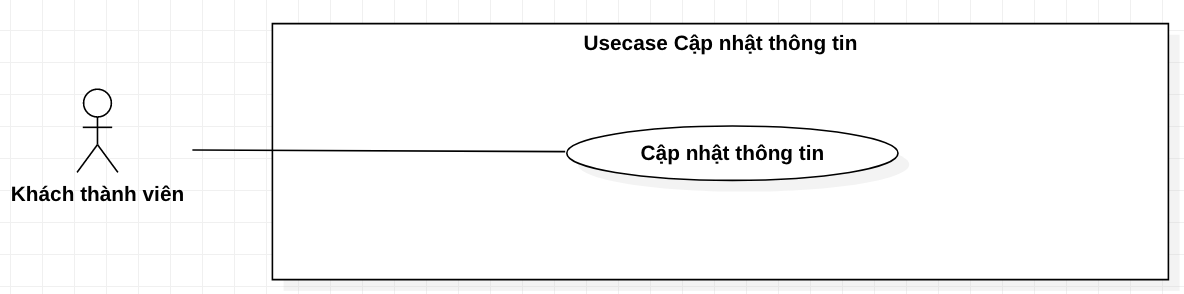 Usecase Cập nhật thông tin
Cập nhật thông tin
Khách thành viên